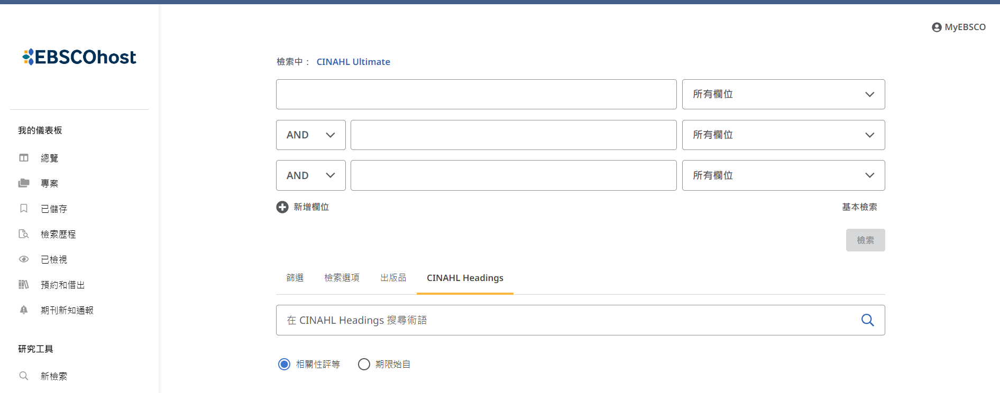 MyEBSCO
EBSCOhost
我的儀表板
總覽
專案
已儲存
檢索歷程
已檢視
預約和借出
期刊新知通報
研究工具
新檢索
檢索中： CINAHL Ultimate
所有欄位
AND 所有欄位
AND 所有欄位
新增欄位 基本檢索
檢索
篩選 檢索選項 出版品 CINAHL Headings
在 CINAHL Headings 搜尋術語
相關性評等 期限始自